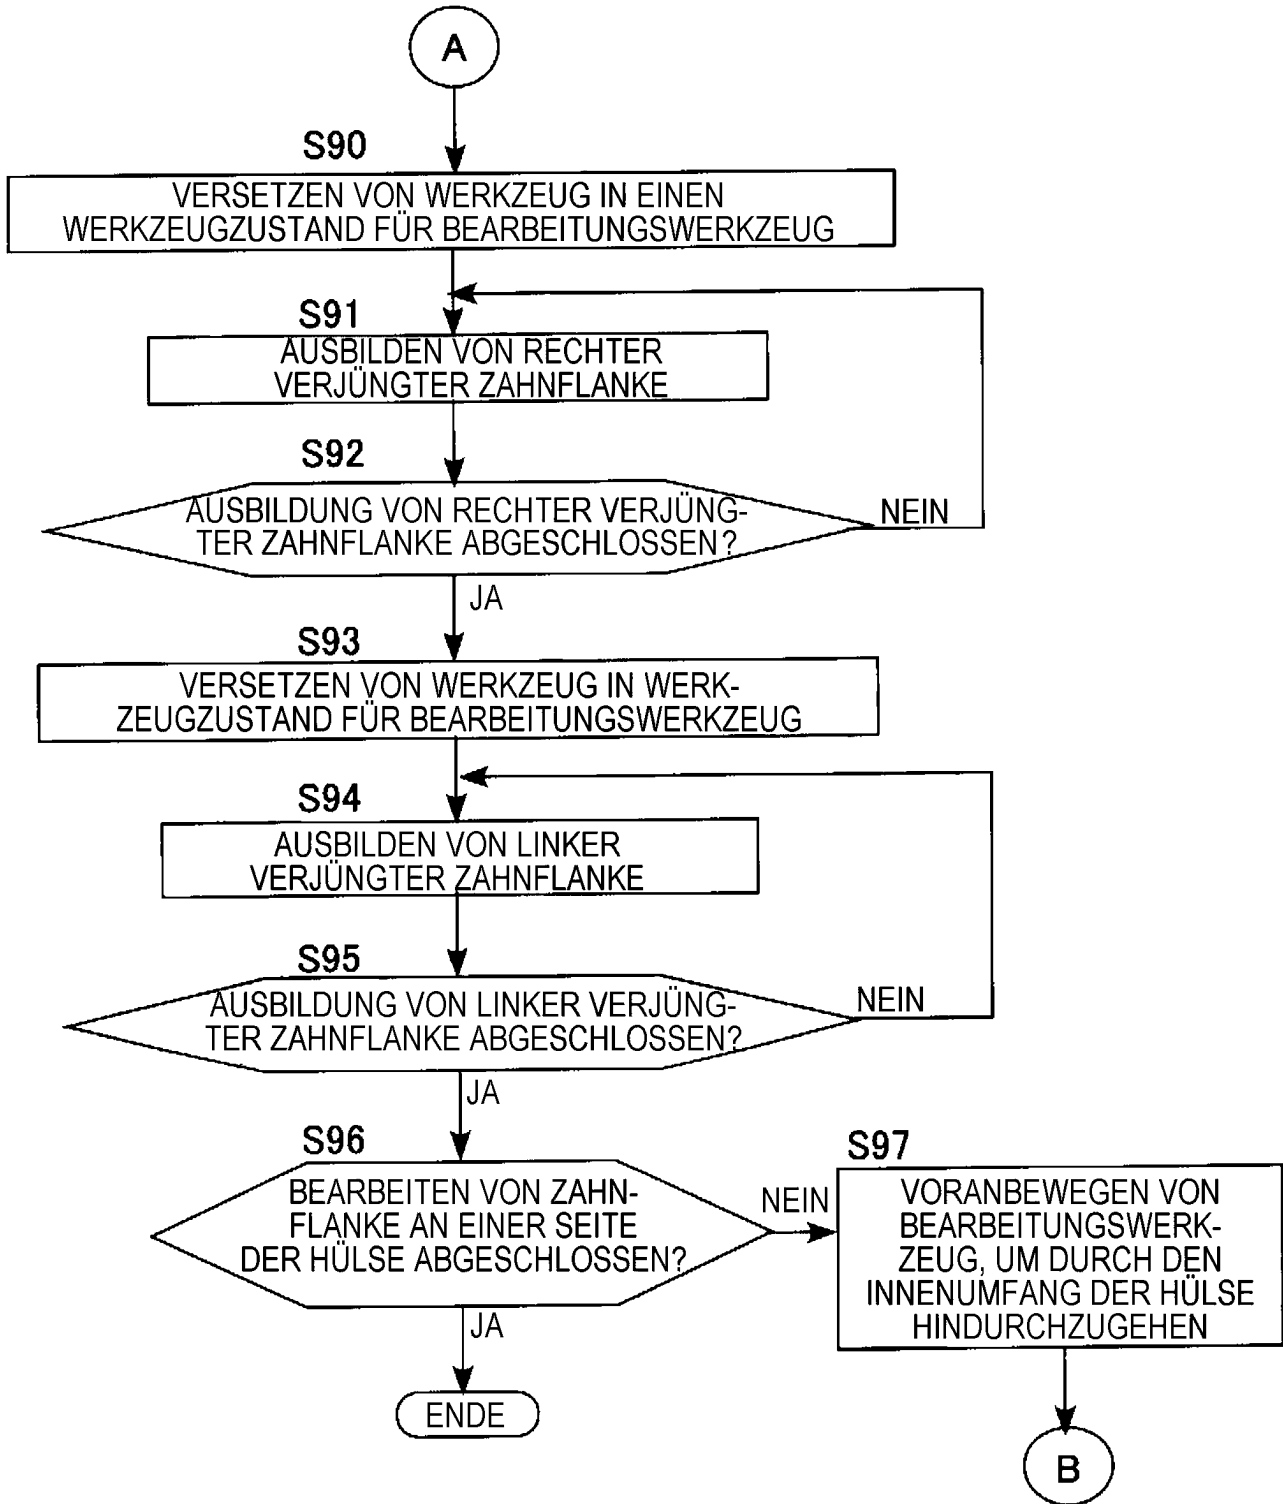 A
S90
VERSETZEN VON WERKZEUG IN EINEN
WERKZEUGZUSTAND FÜR BEARBEITUNGSWERKZEUG
S91
AUSBILDEN VON RECHTER
VERJÜNGTER ZAHNFLANKE
S92
AUSBILDUNG VON RECHTER VERJÜNG-
TER ZAHNFLANKE ABGESCHLOSSEN?
NEIN
JA
S93
VERSETZEN VON WERKZEUG IN WERK-
ZEUGZUSTAND FÜR BEARBEITUNGSWERKZEUG
S94
AUSBILDEN VON LINKER
VERJÜNGTER ZAHNFLANKE
S95
AUSBILDUNG VON LINKER VERJÜNG-
TER ZAHNFLANKE ABGESCHLOSSEN?
NEIN
JA
S96
BEARBEITEN VON ZAHN-
FLANKE AN EINER SEITE
DER HÜLSE ABGESCHLOSSEN?
NEIN
JA
S97
VORANBEWEGEN VON
BEARBEITUNGSWERK-
ZEUG, UM DURCH DEN
INNENUMFANG DER HÜLSE
HINDURCHZUGEHEN
ENDE
B